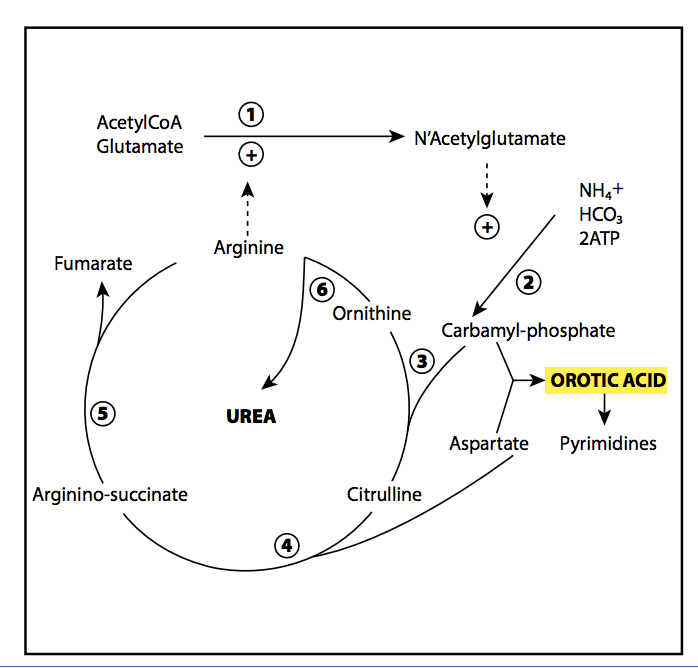 1
AcetylCoA
Glutamate
+
N'Acetylglutamate
NH₄+
HCO₃
2ATP
+
Arginine
Fumarate
6
2
Ornithine
Carbamyl-phosphate
3
OROTIC ACID
5
UREA
Aspartate
Pyrimidines
Arginino-succinate
Citrulline
4